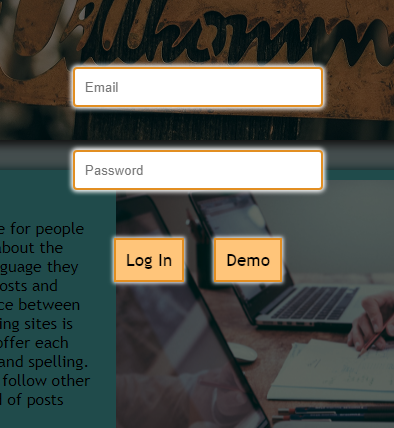 Willkommen
Email
Password
Log In
Demo
e for people
about the
guage they
osts and
ce between
ing sites is
offer each
and spelling.
follow other
d of posts